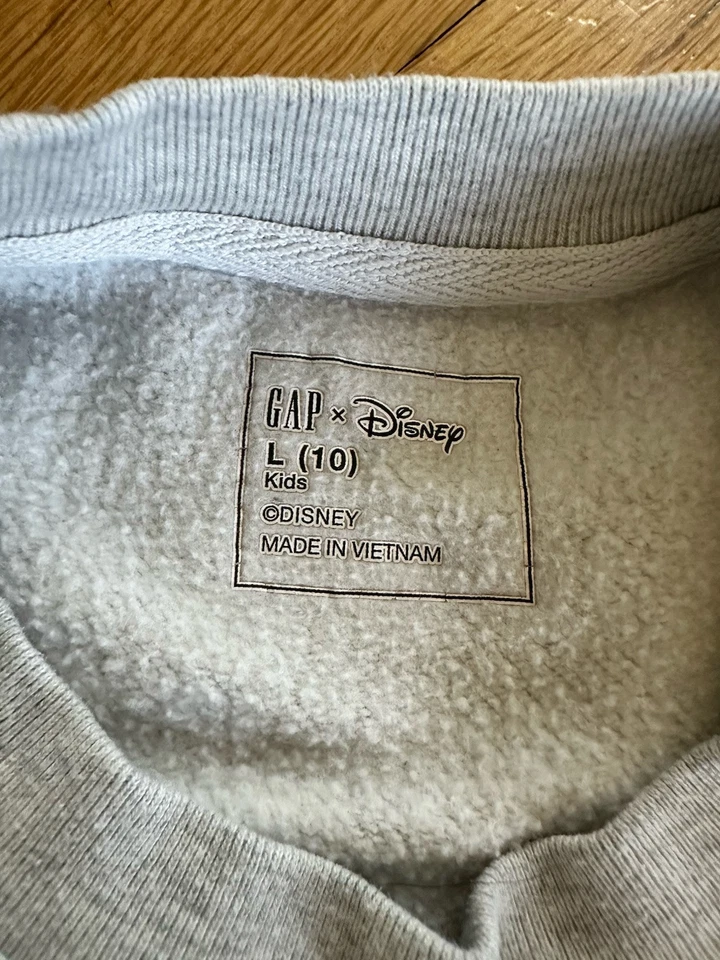 GAP × Disney
L (10)
Kids
©DISNEY
MADE IN VIETNAM